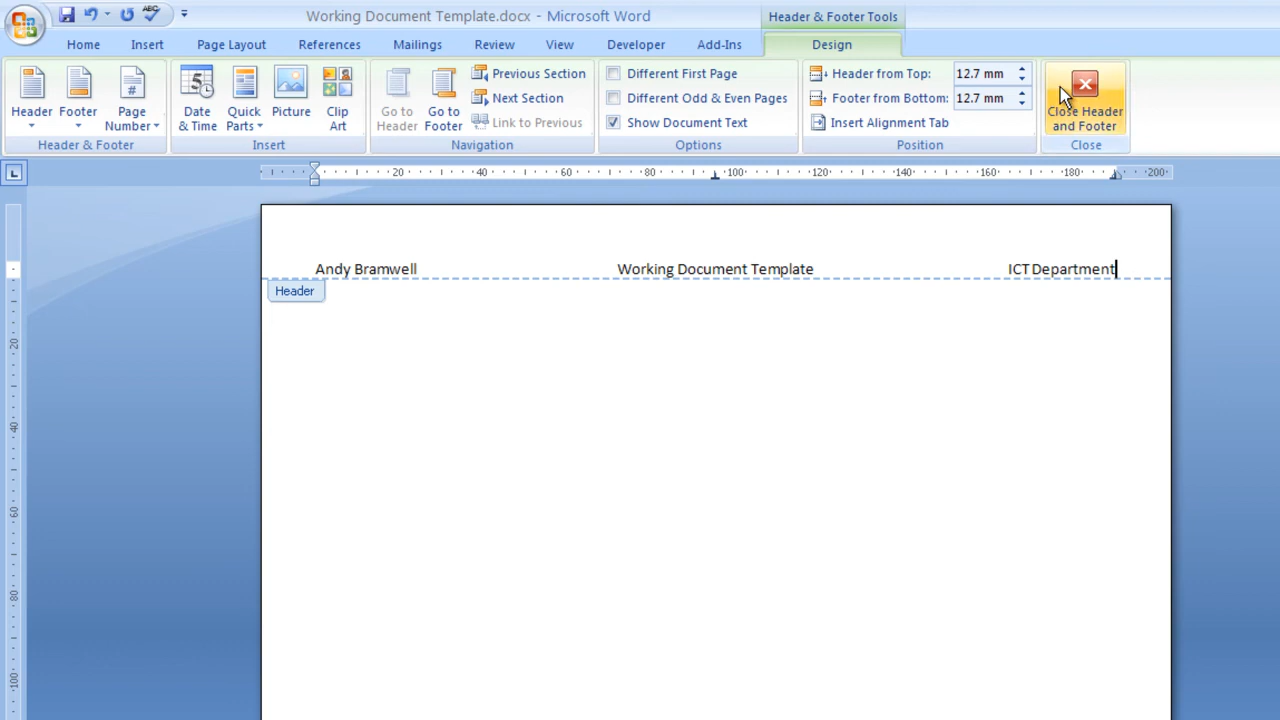 Working Document Template.docx - Microsoft Word
Header & Footer Tools
Home Insert Page Layout References Mailings Review View Developer Add-Ins Design
Header Footer Page Number
Header & Footer
Date & Time Quick Parts Picture Clip Art
Insert
Go to Header Go to Footer
Previous Section
Next Section
Link to Previous
Navigation
Different First Page
Different Odd & Even Pages
Show Document Text
Options
Header from Top: 12.7 mm
Footer from Bottom: 12.7 mm
Insert Alignment Tab
Position
Close Header and Footer
Close
L
20 40 60 80 100 120 140 160 180 200
Andy Bramwell Working Document Template ICT Department
Header
20
40
60
80
100